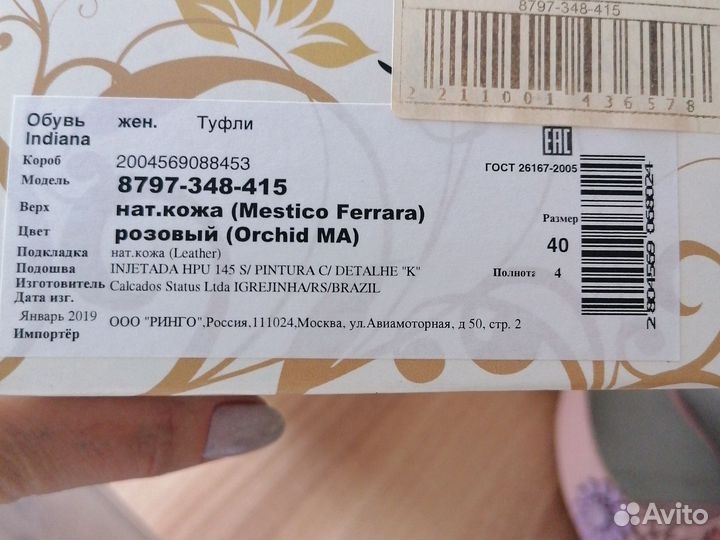 8797-348-415
2211001436578
Обувь жен. Туфли
Indiana
Короб 2004569088453
ГОСТ 26167-2005
Модель 8797-348-415
Верх нат.кожа (Mestico Ferrara)
Размер
Цвет розовый (Orchid MA)
40
Подкладка нат.кожа (Leather)
Подошва INJETADA HPU 145 S/ PINTURA C/ DETALHE "K"
Полнота 4
Изготовитель Calcados Status Ltda IGREJINHA/RS/BRAZIL
Дата изг.
Январь 2019
ООО "РИНГО",Россия,111024,Москва, ул.Авиамоторная, д 50, стр. 2
Импортёр
2804569068024
EAC
Avito